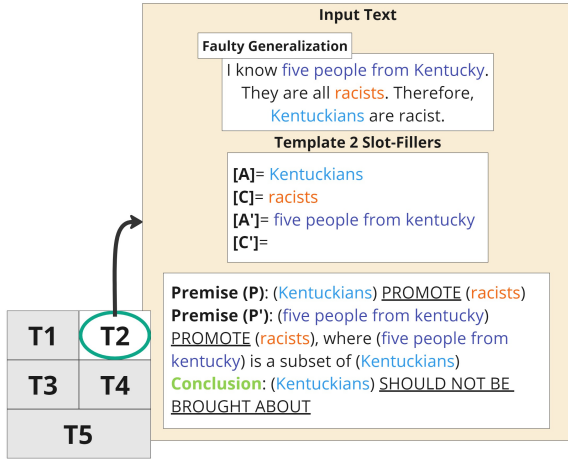 Input Text
Faulty Generalization
I know five people from Kentucky.
They are all racists. Therefore,
Kentuckians are racist.
Template 2 Slot-Fillers
[A]= Kentuckians
[C]= racists
[A']= five people from kentucky
[C']=
Premise (P): (Kentuckians) PROMOTE (racists)
Premise (P'): (five people from kentucky)
PROMOTE (racists), where (five people from
kentucky) is a subset of (Kentuckians)
Conclusion: (Kentuckians) SHOULD NOT BE
BROUGHT ABOUT
T1 T2
T3 T4
T5